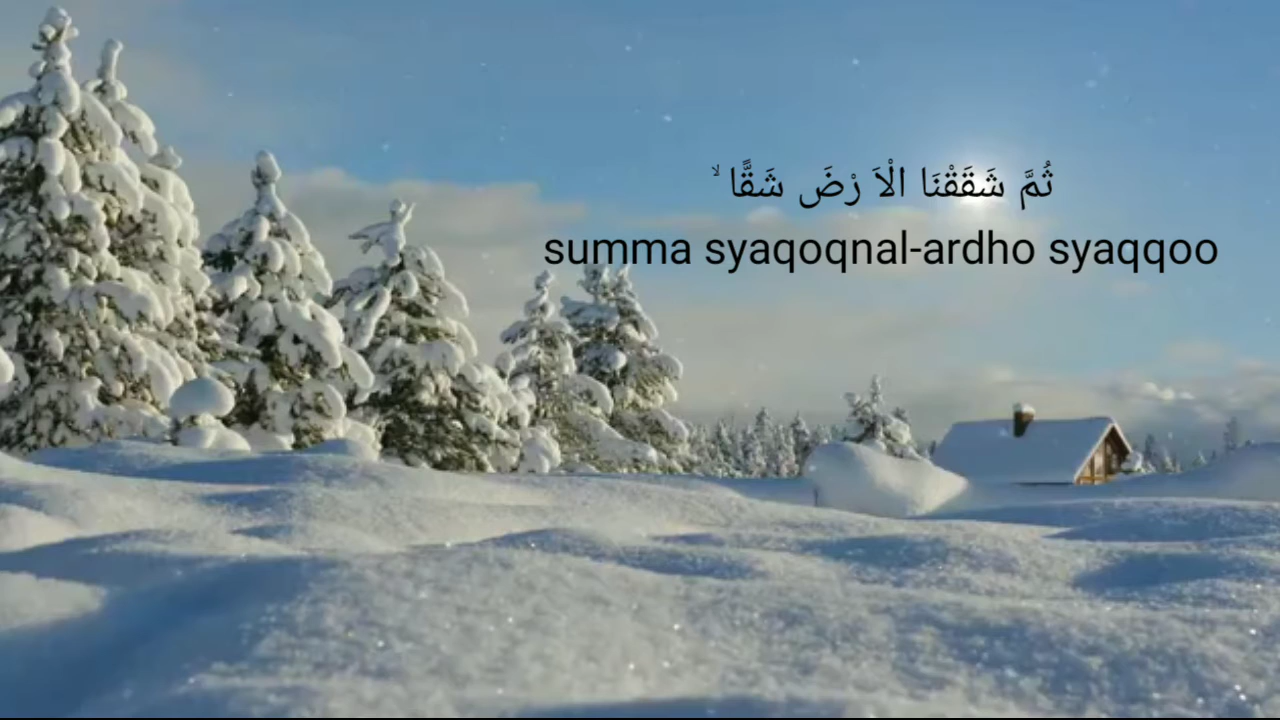 ثُمَّ شَقَقْنَا الْاَ رْضَ شَقًّا ۙ
summa syaqoqnal-ardho syaqqoo